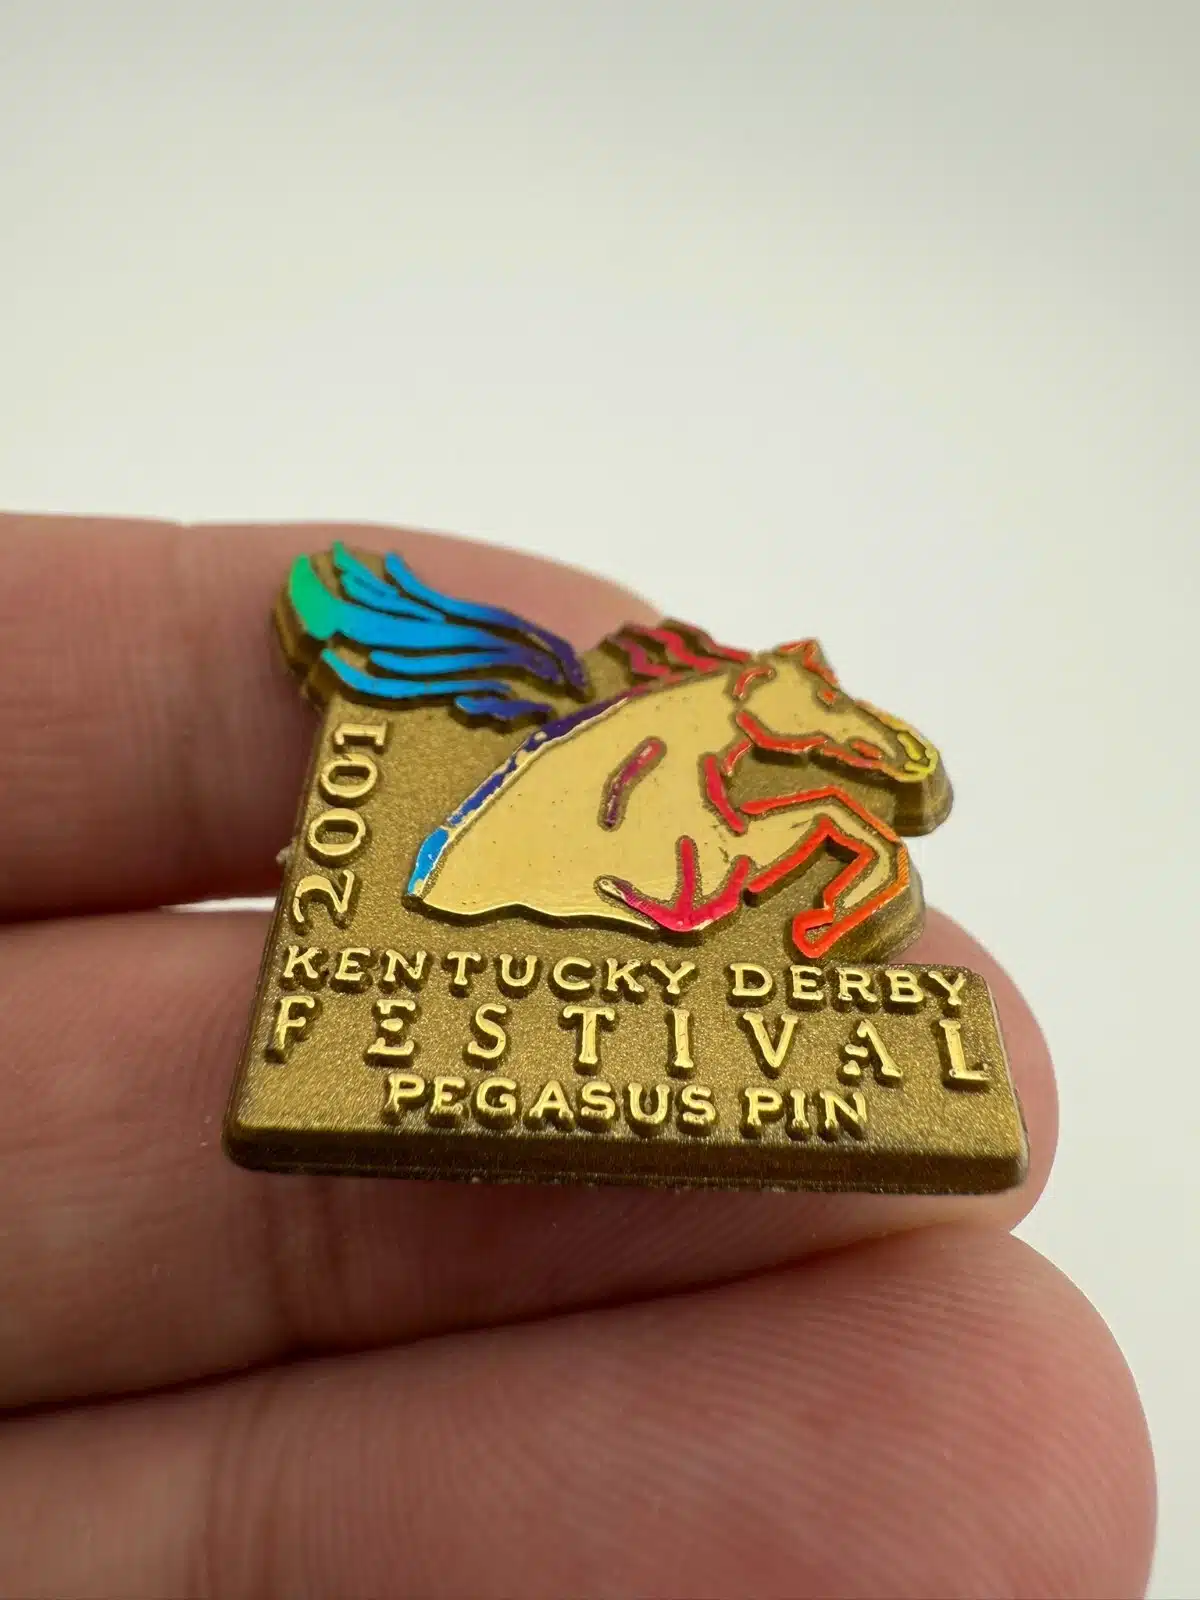 2001
KENTUCKY DERBY
FESTIVAL
PEGASUS PIN